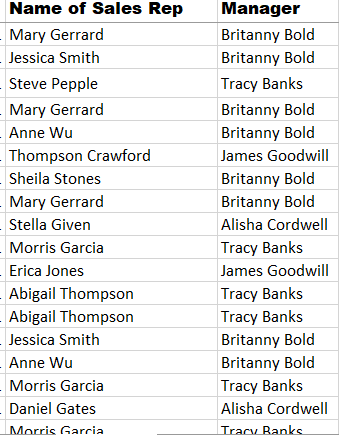 Name of Sales Rep Manager
Mary Gerrard Britanny Bold
Jessica Smith Britanny Bold
Steve Pepple Tracy Banks
Mary Gerrard Britanny Bold
Anne Wu Britanny Bold
Thompson Crawford James Goodwill
Sheila Stones Britanny Bold
Mary Gerrard Britanny Bold
Stella Given Alisha Cordwell
Morris Garcia Tracy Banks
Erica Jones James Goodwill
Abigail Thompson Tracy Banks
Abigail Thompson Tracy Banks
Jessica Smith Britanny Bold
Anne Wu Britanny Bold
Morris Garcia Tracy Banks
Daniel Gates Alisha Cordwell
Morris Garcia Tracy Banks